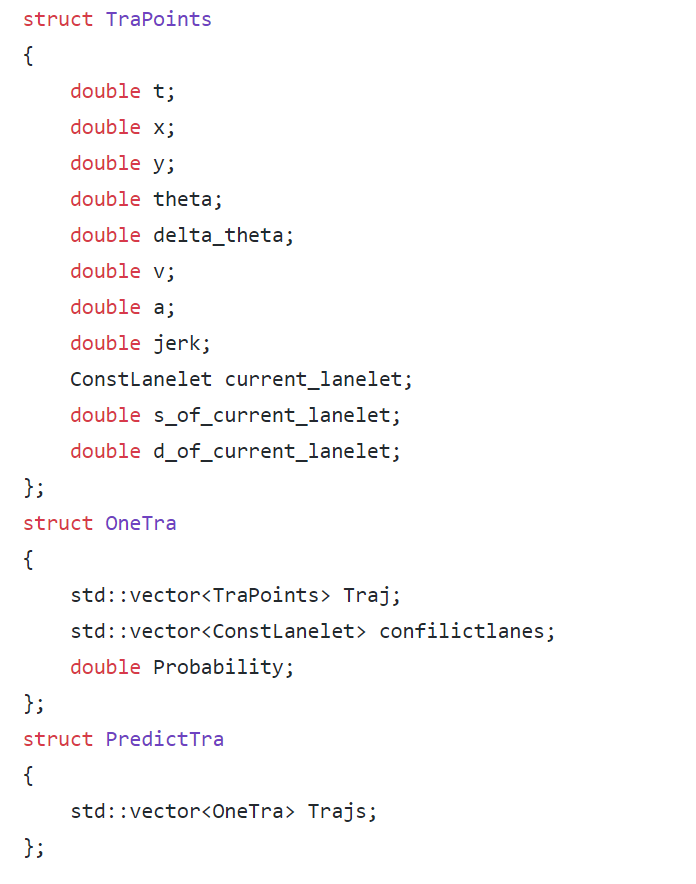 struct TraPoints
{
    double t;
    double x;
    double y;
    double theta;
    double delta_theta;
    double v;
    double a;
    double jerk;
    ConstLanelet current_lanelet;
    double s_of_current_lanelet;
    double d_of_current_lanelet;
};
struct OneTra
{
    std::vector<TraPoints> Traj;
    std::vector<ConstLanelet> confilictlanes;
    double Probability;
};
struct PredictTra
{
    std::vector<OneTra> Trajs;
};